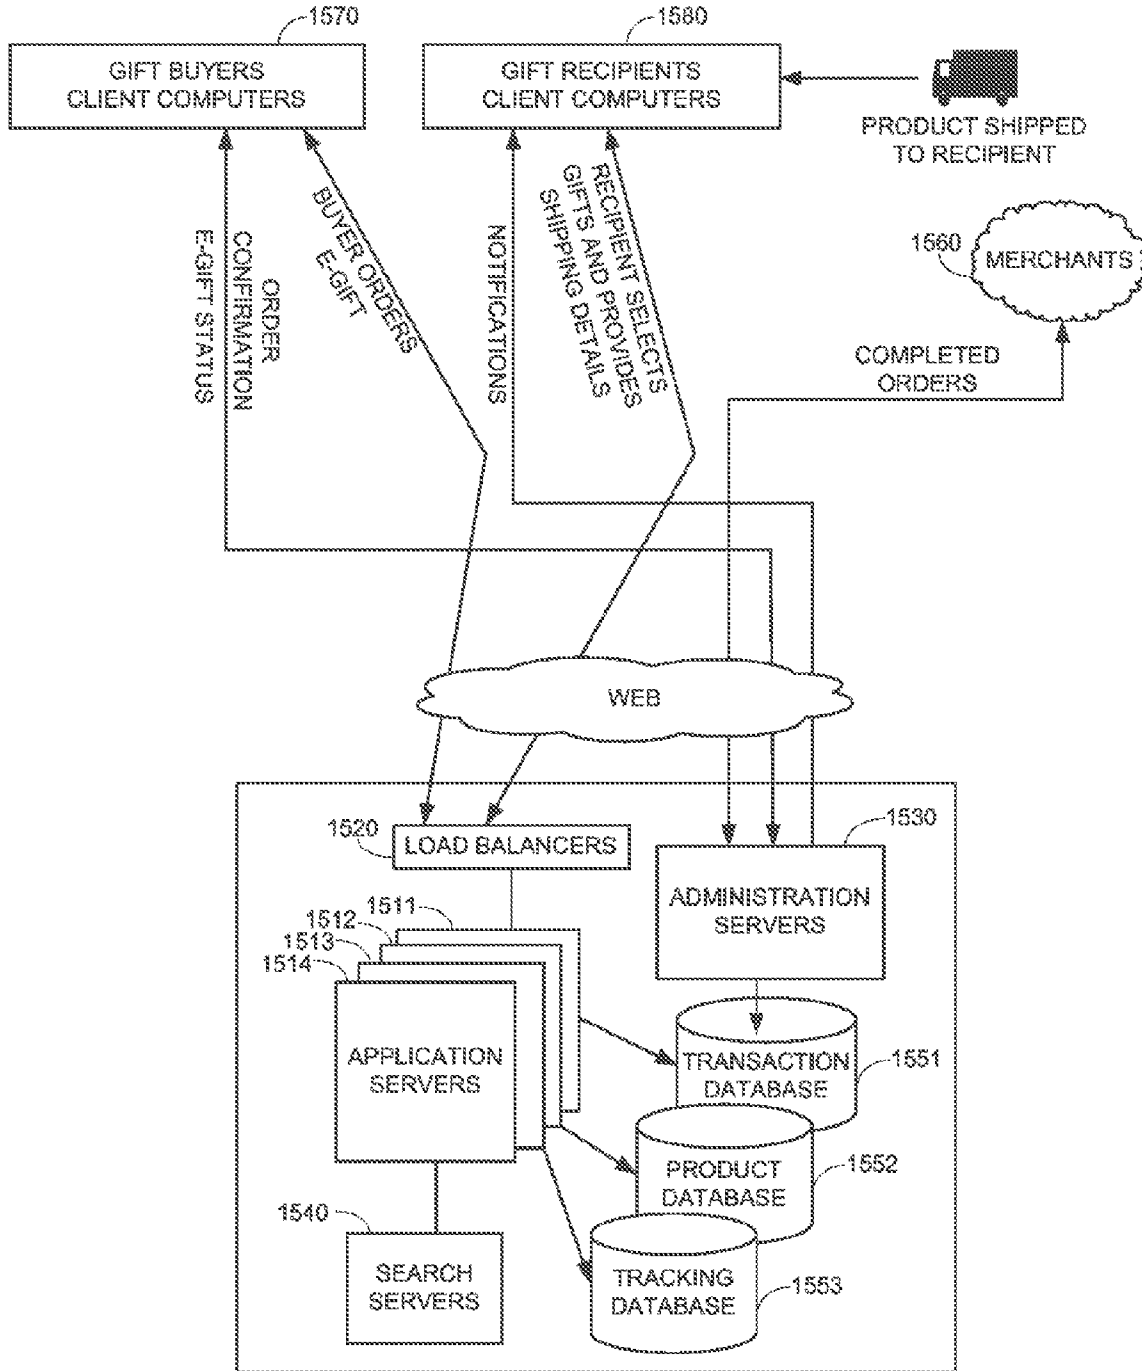 1570
GIFT BUYERS
CLIENT COMPUTERS
1580
GIFT RECIPIENTS
CLIENT COMPUTERS
PRODUCT SHIPPED
TO RECIPIENT
1560
MERCHANTS
COMPLETED
ORDERS
ORDER
CONFIRMATION
E-GIFT STATUS
BUYER ORDERS
E-GIFT
NOTIFICATIONS
RECIPIENT SELECTS
GIFTS AND PROVIDES
SHIPPING DETAILS
WEB
1520
LOAD BALANCERS
1530
ADMINISTRATION
SERVERS
1511
1512
1513
1514
APPLICATION
SERVERS
TRANSACTION
DATABASE
1551
PRODUCT
DATABASE
1552
1540
SEARCH
SERVERS
TRACKING
DATABASE
1553